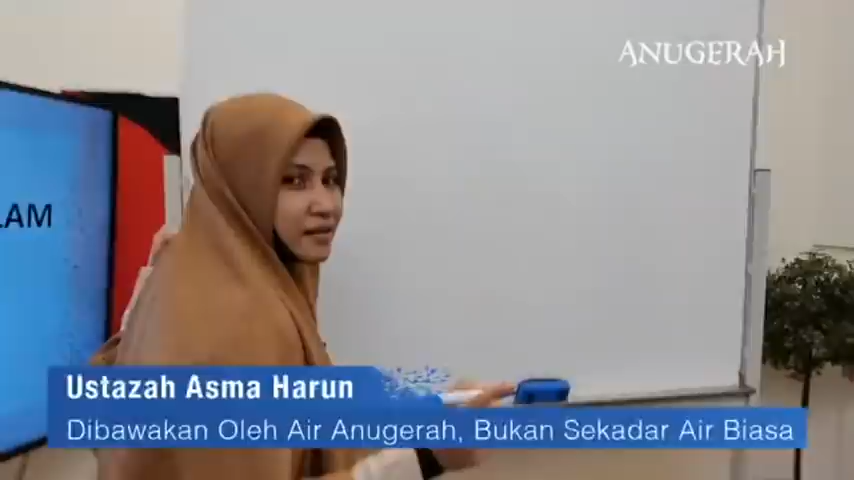 ANUGERAH
LAM
Ustazah Asma Harun
Dibawakan Oleh Air Anugerah, Bukan Sekadar Air Biasa